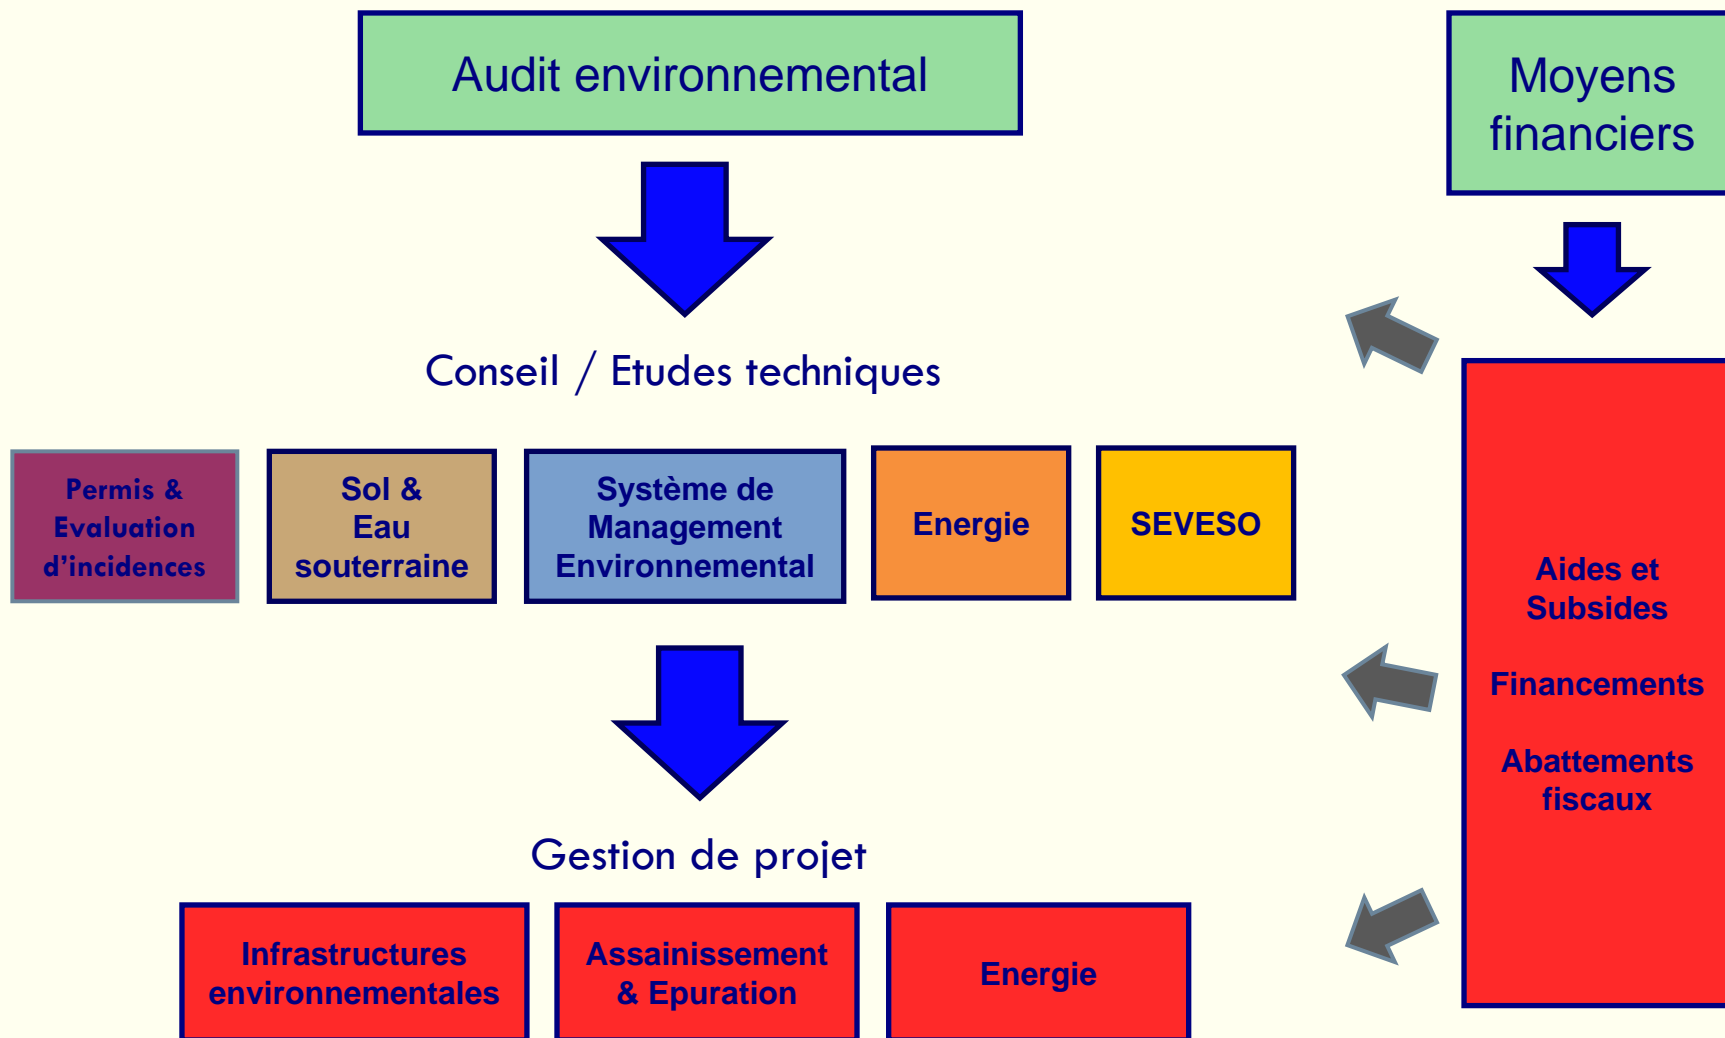 Audit environnemental
Moyens
financiers
Conseil / Etudes techniques
Permis &
Evaluation
d’incidences
Sol &
Eau
souterraine
Système de
Management
Environnemental
Energie
SEVESO
Aides et
Subsides
Financements
Abattements
fiscaux
Gestion de projet
Infrastructures
environnementales
Assainissement
& Epuration
Energie